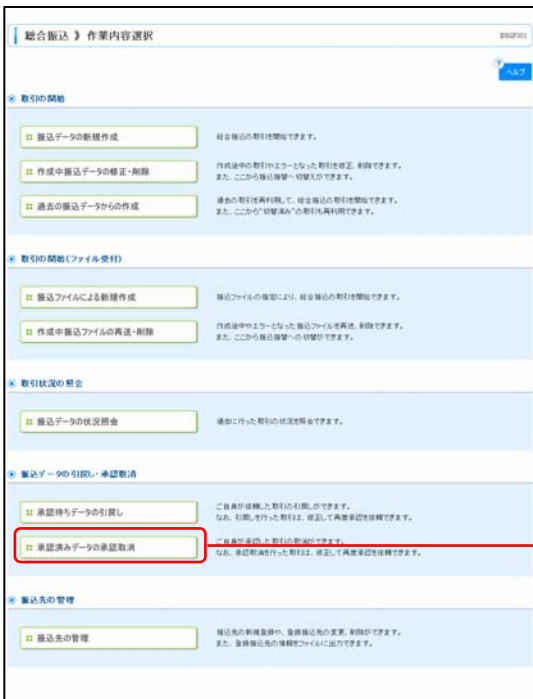 総合振込 》 作業内容選択
BSGF001
ヘルプ
取引の開始
振込データの新規作成
総合振込の取引を開始できます。
作成中振込データの修正・削除
作成途中の取引やエラーとなった取引を修正、削除できます。
また、ここから振込振替へ切替えができます。
過去の振込データからの作成
過去の取引を再利用して、総合振込の取引を開始できます。
また、ここから“切替済み”の取引も再利用できます。
取引の開始(ファイル受付)
振込ファイルによる新規作成
振込ファイルの指定により、総合振込の取引を開始できます。
作成中振込ファイルの再送・削除
作成途中やエラーとなった振込ファイルを再送、削除できます。
また、ここから振込振替への切替ができます。
取引状況の照会
振込データの状況照会
過去に行った取引の状況を照会できます。
振込データの引戻し・承認取消
承認待ちデータの引戻し
ご自身が依頼した取引の引戻しができます。
なお、引戻しを行った取引は、修正して再度承認を依頼できます。
承認済みデータの承認取消
ご自身が承認した取引の取消ができます。
なお、承認取消を行った取引は、修正して再度承認を依頼できます。
振込先の管理
振込先の管理
振込先の新規登録や、登録振込先の変更、削除ができます。
また、登録振込先の情報をファイルに出力できます。